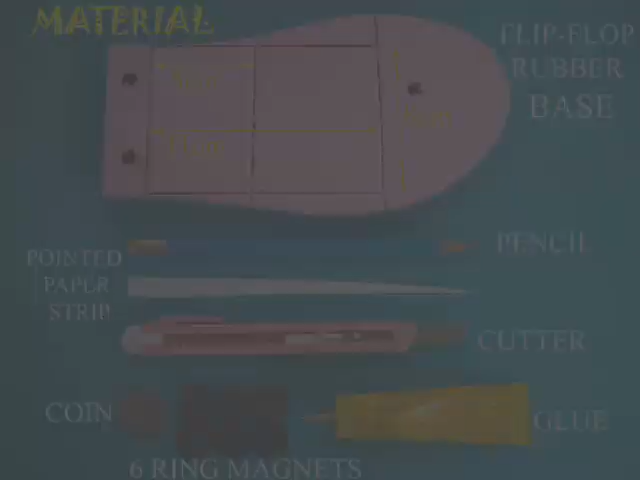 MATERIAL
FLIP-FLOP
RUBBER
BASE
PENCIL
POINTED
PAPER
STRIP
CUTTER
COIN
GLUE
6 RING MAGNETS